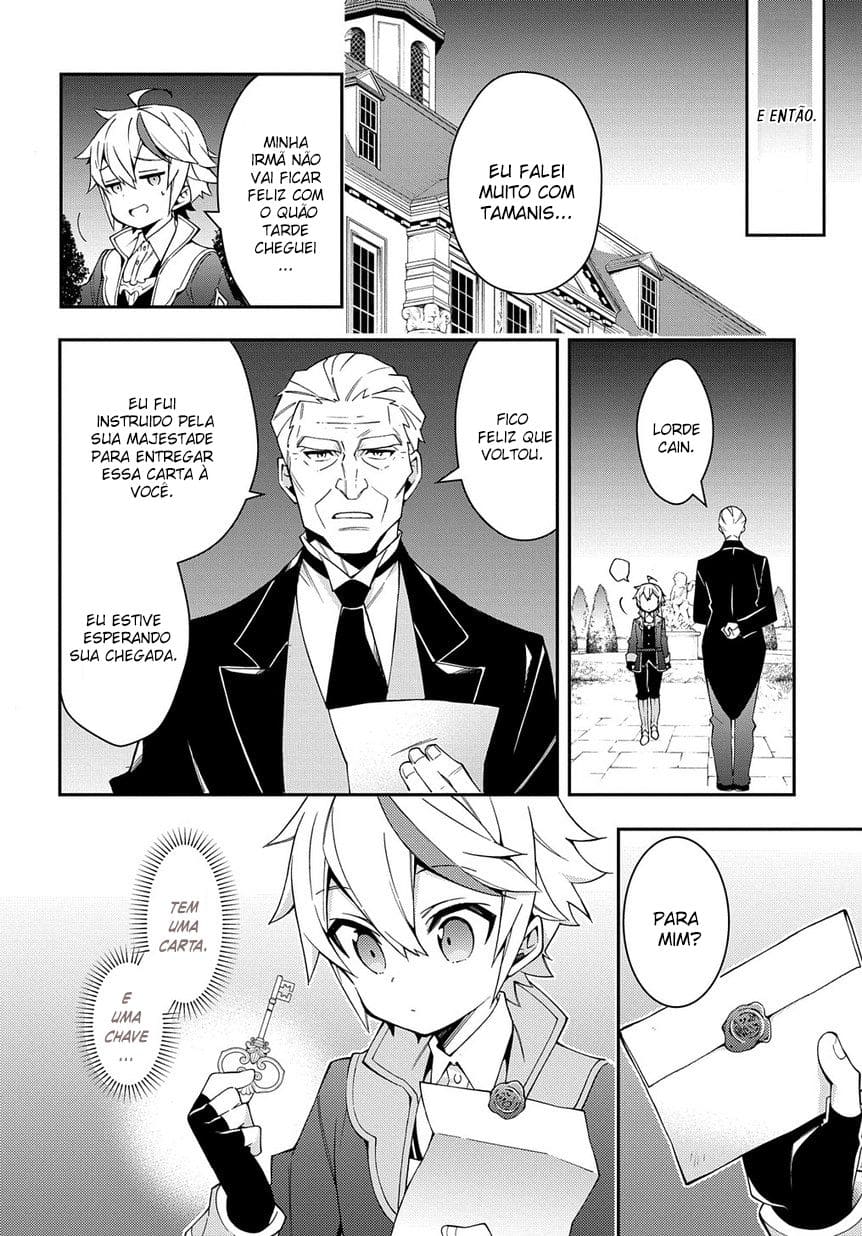 E ENTÃO.
EU FALEI
MUITO COM
TAMANIS...
MINHA
IRMÃ NÃO
VAI FICAR
FELIZ COM
O QUÃO
TARDE
CHEGUEI
...
LORDE
CAIN.
FICO
FELIZ QUE
VOLTOU.
EU FUI
INSTRUIDO PELA
SUA MAJESTADE
PARA ENTREGAR
ESSA CARTA À
VOCÊ.
EU ESTIVE
ESPERANDO
SUA CHEGADA.
PARA
MIM?
TEM
UMA
CARTA.
E
UMA
CHAVE
...